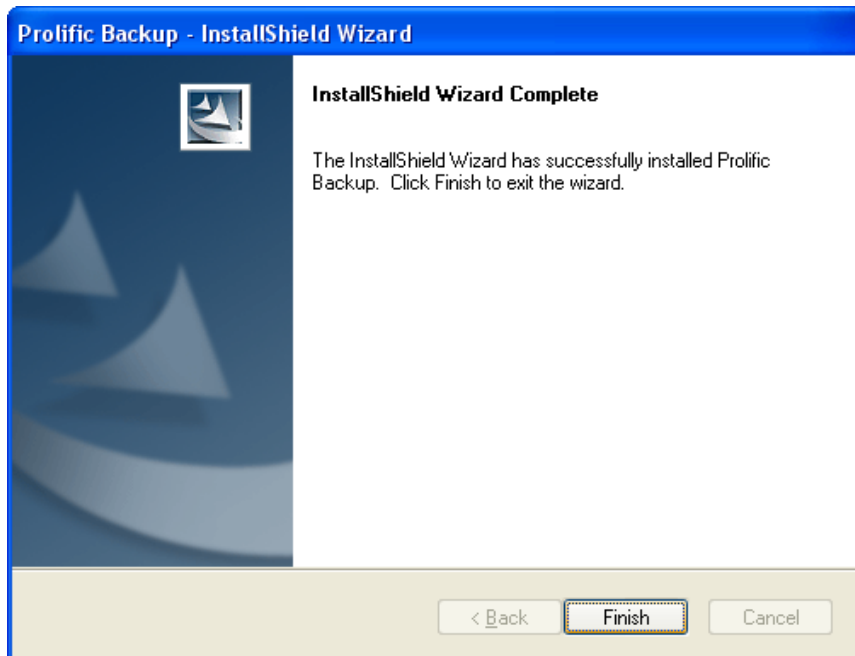 Prolific Backup - InstallShield Wizard
InstallShield Wizard Complete
The InstallShield Wizard has successfully installed Prolific
Backup. Click Finish to exit the wizard.
< Back
Finish
Cancel